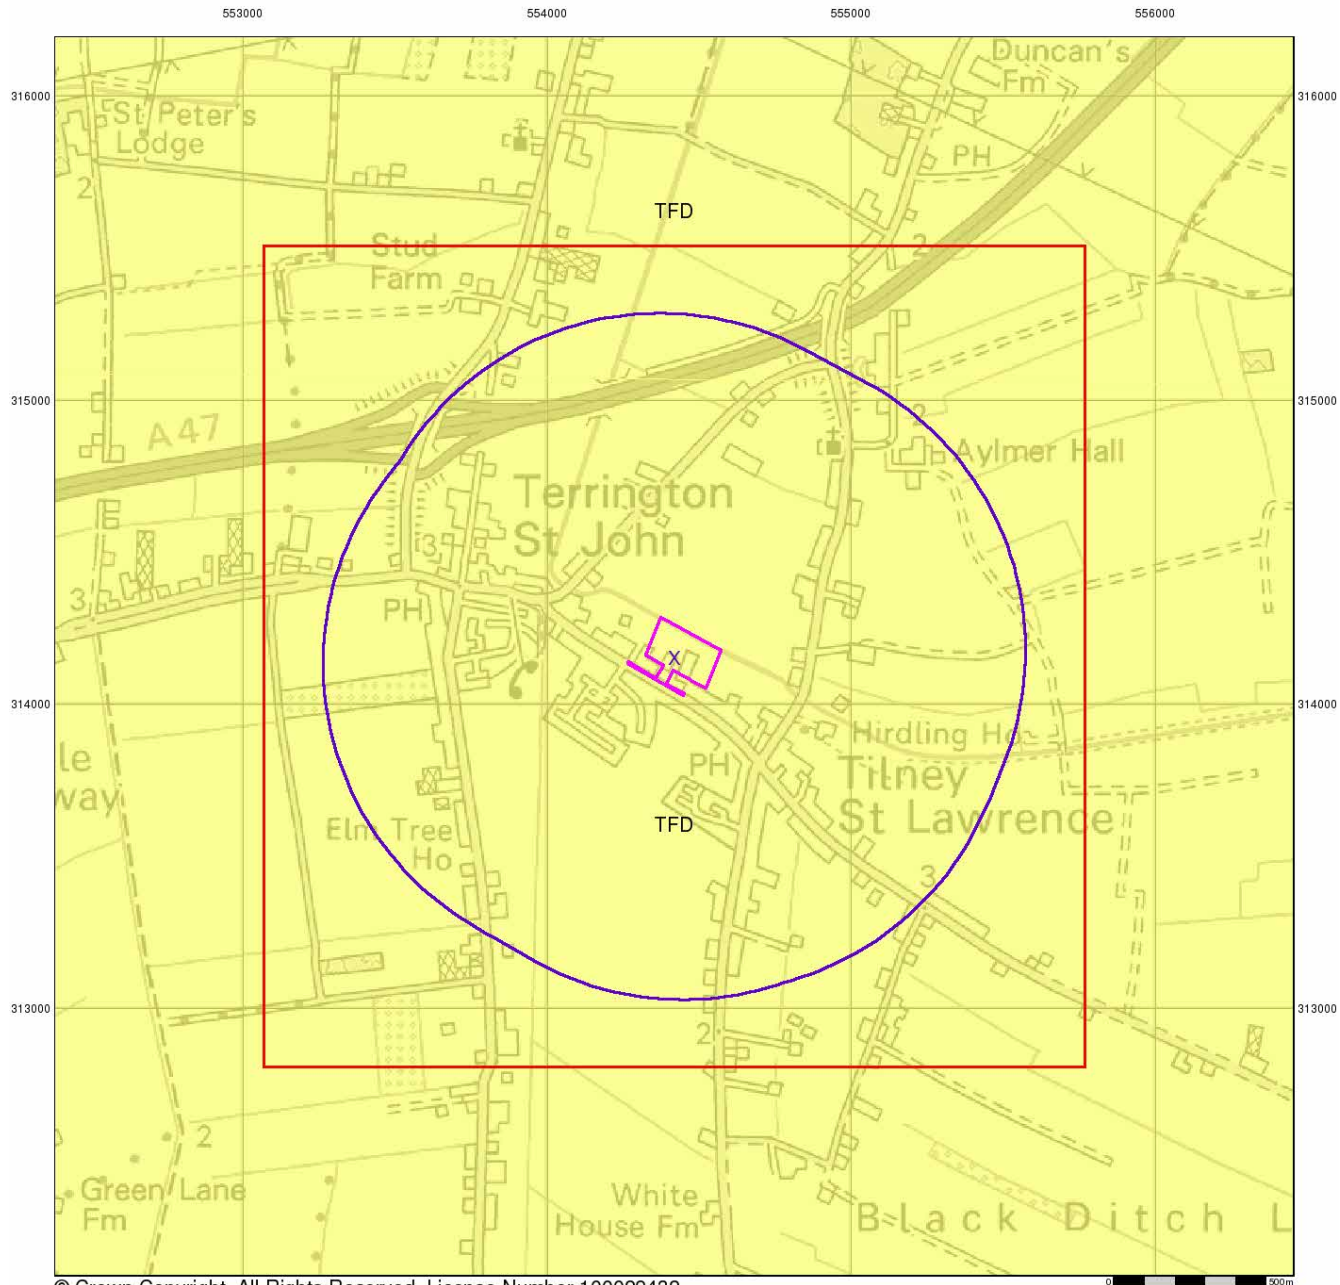 553000 554000 555000 556000
316000 316000
Duncan's
Fm
St Peter's
Lodge
PH
2
TFD
Stud
Farm
2
315000 315000
A 47
2
Aylmer Hall
Terrington
St John
3
3
PH
X
314000 314000
Hirdling Ho
le
way
PH
Tilney
St Lawrence
Elm Tree
Ho
TFD
3
313000 313000
2
2
Green Lane
Fm
White
House Fm
Black Ditch L
0 500m